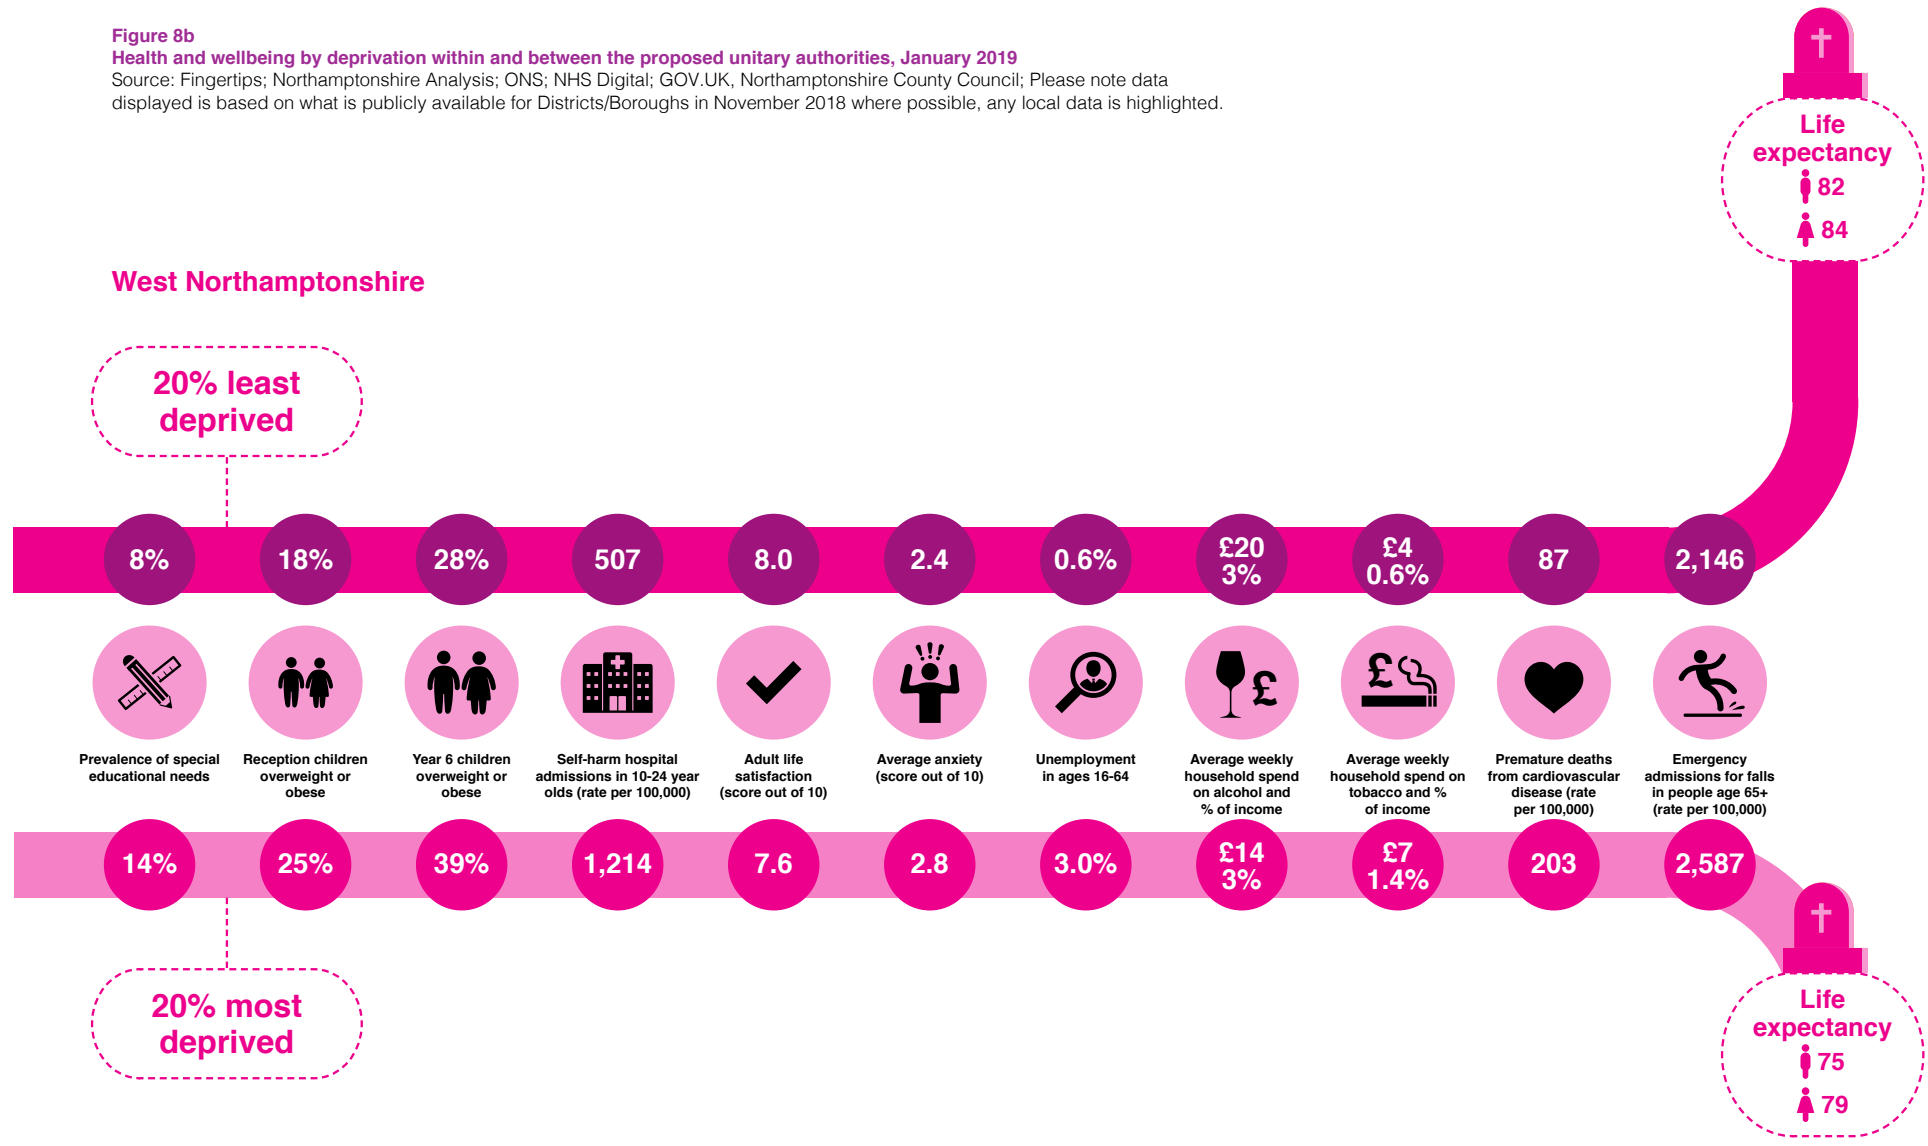 Figure 8b
Health and wellbeing by deprivation within and between the proposed unitary authorities, January 2019
Source: Fingertips; Northamptonshire Analysis; ONS; NHS Digital; GOV.UK, Northamptonshire County Council; Please note data
displayed is based on what is publicly available for Districts/Boroughs in November 2018 where possible, any local data is highlighted.
Life
expectancy
82
84
West Northamptonshire
20% least
deprived
8%
18%
28%
507
8.0
2.4
0.6%
£20
3%
£4
0.6%
87
2,146
Prevalence of special
educational needs
Reception children
overweight or
obese
Year 6 children
overweight or
obese
Self-harm hospital
admissions in 10-24 year
olds (rate per 100,000)
Adult life
satisfaction
(score out of 10)
Average anxiety
(score out of 10)
Unemployment
in ages 16-64
Average weekly
household spend
on alcohol and
% of income
Average weekly
household spend on
tobacco and %
of income
Premature deaths
from cardiovascular
disease (rate
per 100,000)
Emergency
admissions for falls
in people age 65+
(rate per 100,000)
14%
25%
39%
1,214
7.6
2.8
3.0%
£14
3%
£7
1.4%
203
2,587
20% most
deprived
Life
expectancy
75
79